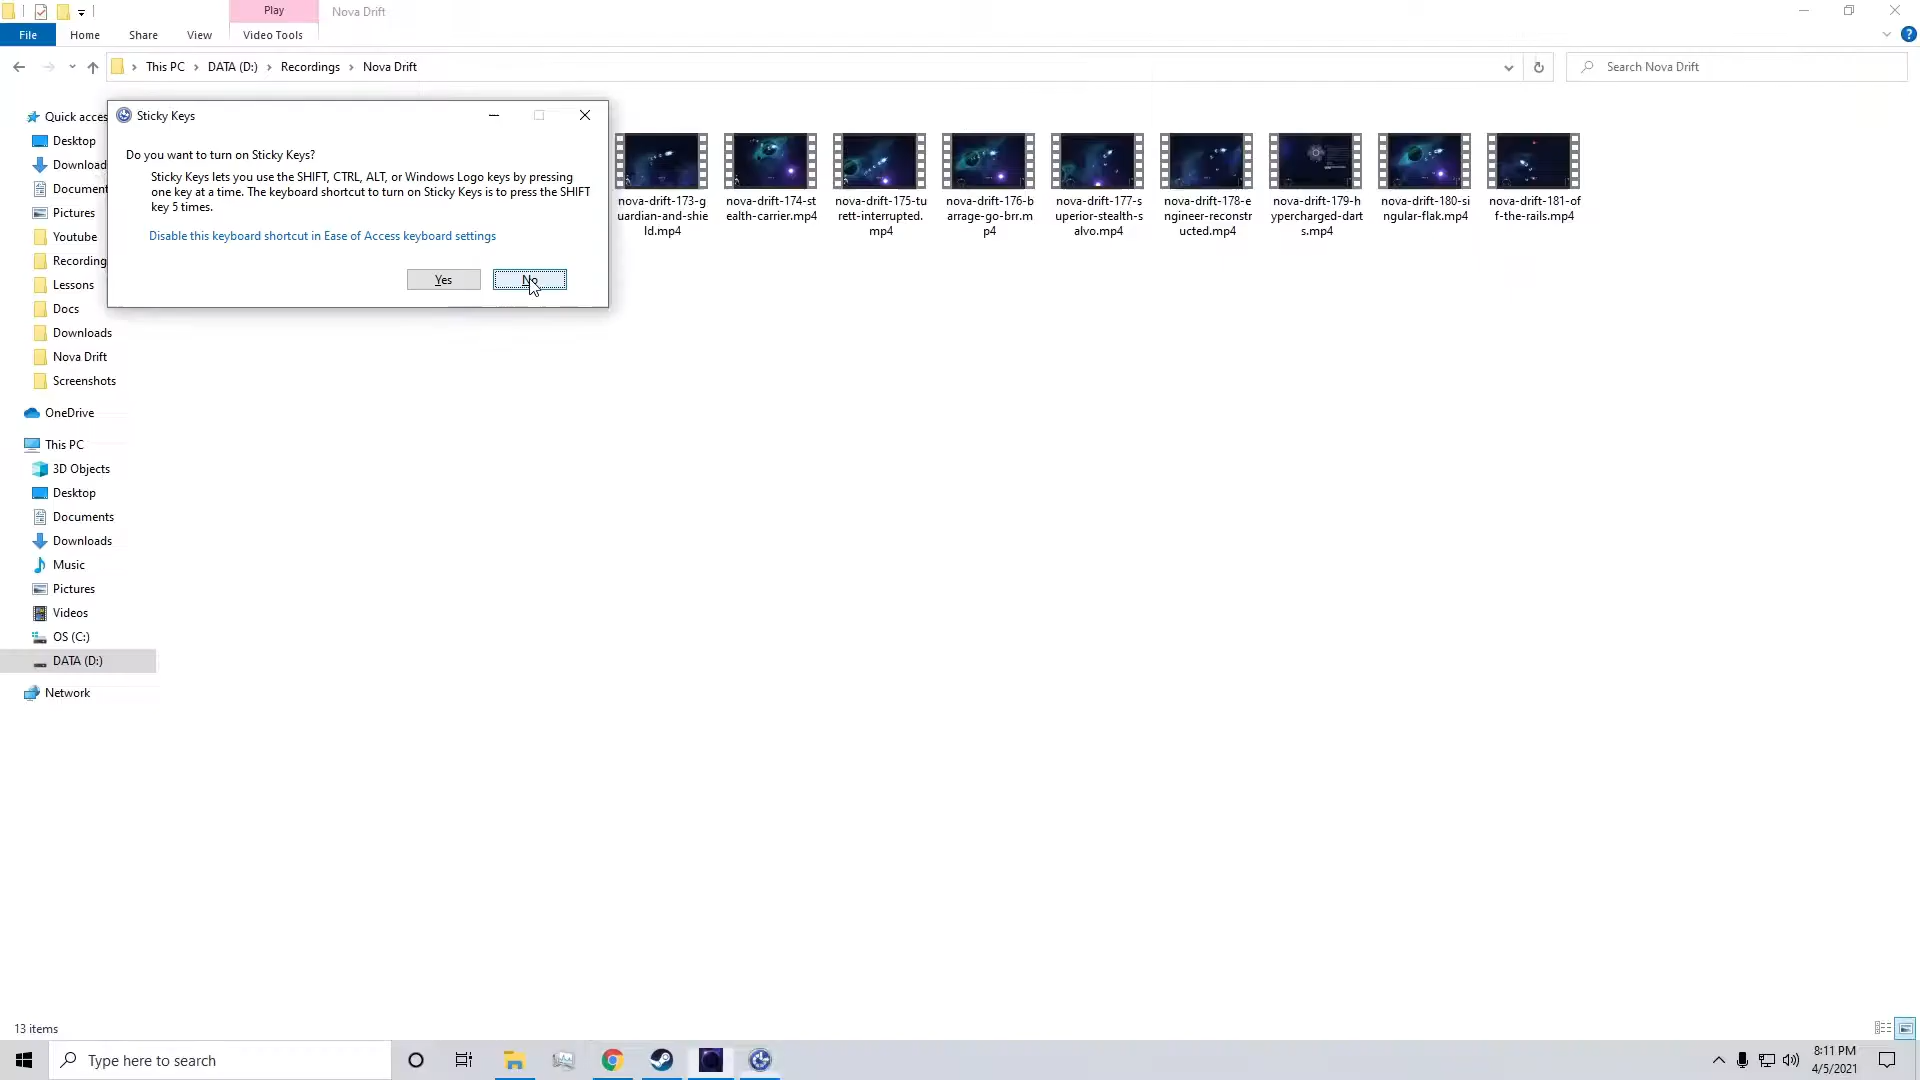 Play
Nova Drift
File
Home
Share
View
Video Tools
This PC
DATA (D:)
Recordings
Nova Drift
Search Nova Drift
Sticky Keys
Do you want to turn on Sticky Keys?
Sticky Keys lets you use the SHIFT, CTRL, ALT, or Windows Logo keys by pressing
one key at a time. The keyboard shortcut to turn on Sticky Keys is to press the SHIFT
key 5 times.
Disable this keyboard shortcut in Ease of Access keyboard settings
Yes
No
Quick acces
Desktop
Download
Document
Pictures
Youtube
Recording
Lessons
Docs
Downloads
Nova Drift
Screenshots
OneDrive
This PC
3D Objects
Desktop
Documents
Downloads
Music
Pictures
Videos
OS (C:)
DATA (D:)
Network
nova-drift-173-g
uardian-and-shie
ld.mp4
nova-drift-174-st
ealth-carrier.mp4
nova-drift-175-tu
rett-interrupted.
mp4
nova-drift-176-b
arrage-go-brr.m
p4
nova-drift-177-s
uperior-stealth-s
alvo.mp4
nova-drift-178-e
ngineer-reconstr
ucted.mp4
nova-drift-179-h
ypercharged-dart
s.mp4
nova-drift-180-si
ngular-flak.mp4
nova-drift-181-of
f-the-rails.mp4
13 items
Type here to search
8:11 PM
4/5/2021